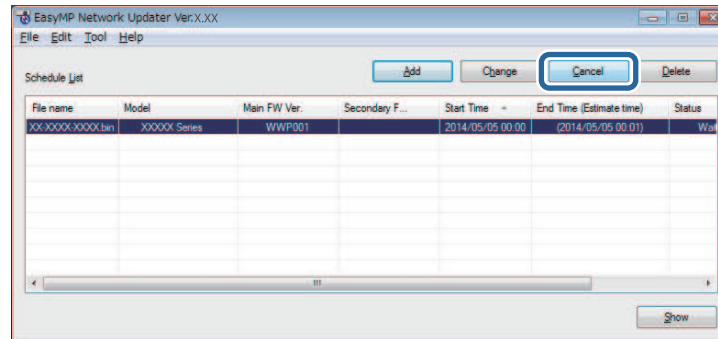 EasyMP Network Updater Ver.X.XX
File Edit Tool Help
Schedule List Add Change Cancel Delete
File name Model Main FW Ver. Secondary F... Start Time End Time (Estimate time) Status
XX-XXXX-XXXX.bin XXXXX Series WWP001 2014/05/05 00:00 (2014/05/05 00:01) Wait
Show